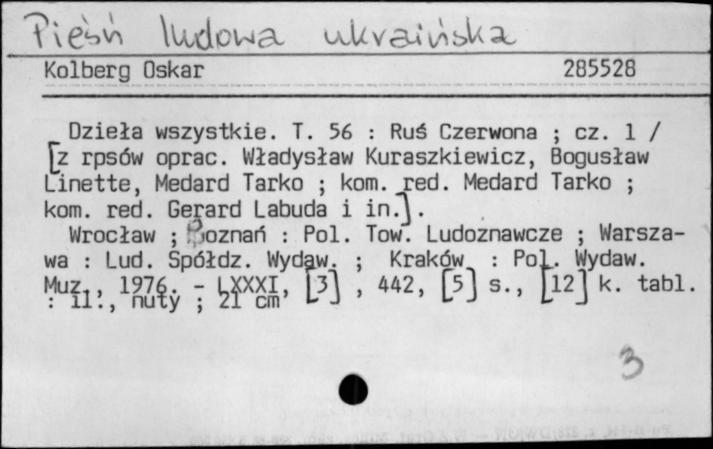 Pieśń ludowa ukraińska
Kolberg Oskar 285528
Dzieła wszystkie. T. 56 : Ruś Czerwona ; cz. 1 /
[z rpsów oprac. Władysław Kuraszkiewicz, Bogusław
Linette, Medard Tarko ; kom. red. Medard Tarko ;
kom. red. Gerard Labuda i in.].
Wrocław ; Poznań : Pol. Tow. Ludoznawcze ; Warsza-
wa : Lud. Spółdz. Wydaw. ; Kraków : Pol. Wydaw.
Muz., 1976. - LXXXI, [3] , 442, [5] s., [12] k. tabl.
: il., nuty ; 21 cm
3